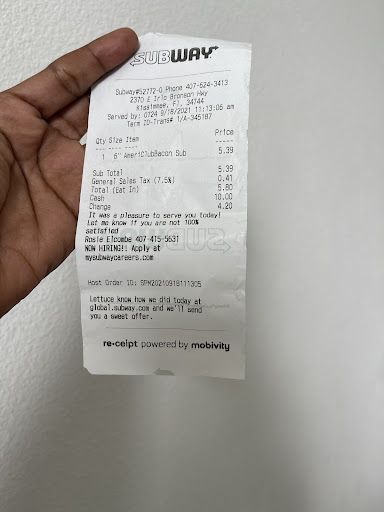 SUBWAY
Subway#52772-0 Phone 407-624-3413
2370 E Irlo Bronson Hwy
Kissimmee, FL, 34744
Served by: 0724 9/18/2021 11:13:06 am
Term ID-Trans# 1/A-345187
Qty Size Item Price
1 6" AmeriClubBacon Sub 5.39
Sub Total 5.39
General Sales Tax (7.5%) 0.41
Total (Eat In) 5.80
Cash 10.00
Change 4.20
It was a pleasure to serve you today!
Let me know if you are not 100%
satisfied
Rosie Elcombe 407-415-5631
NOW HIRING!! Apply at
mysubwaycareers.com
Host Order ID: SPM20210918111305
Lettuce know how we did today at
global.subway.com and we'll send
you a sweet offer.
re•ceipt powered by mobivity